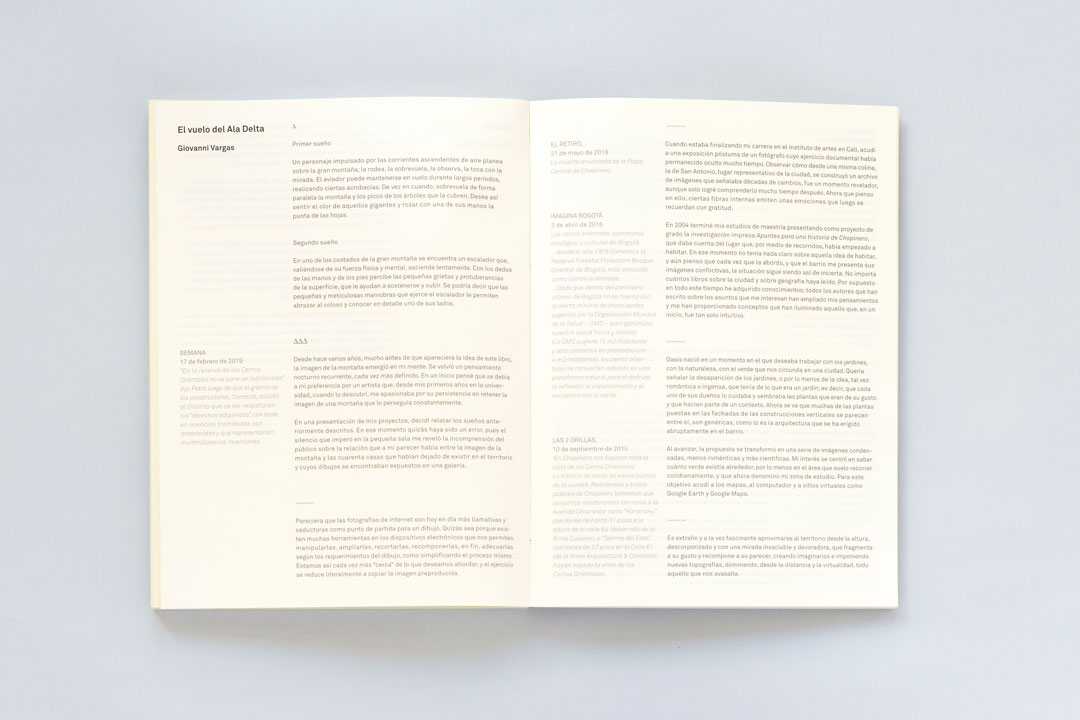 El vuelo del Ala Delta
Giovanni Vargas
Δ
Primer sueño
Un personaje impulsado por las corrientes ascendentes de aire planea
sobre la gran montaña; la rodea, la sobrevuela, la observa, la toca con la
mirada. El aviador puede mantenerse en vuelo durante largos periodos,
realizando ciertas acrobacias. De vez en cuando, sobrevuela de forma
paralela la montaña y los picos de los árboles que la cubren. Desea así
sentir el olor de aquellos gigantes y rozar con una de sus manos la
punta de las hojas.
Segundo sueño
En uno de los costados de la gran montaña se encuentra un escalador que,
valiéndose de su fuerza física y mental, asciende lentamente. Con los dedos
de las manos y de los pies percibe las pequeñas grietas y protuberancias
de la superficie, que le ayudan a sostenerse y subir. Se podría decir que las
pequeñas y meticulosas maniobras que ejerce el escalador le permiten
abrazar al coloso y conocer en detalle uno de sus lados.
ΔΔΔ
Desde hace varios años, mucho antes de que apareciera la idea de este libro,
la imagen de la montaña emergió en mi mente. Se volvió un pensamiento
nocturno recurrente, cada vez más definido. En un inicio pensé que se debía
a mi preferencia por un artista que, desde mis primeros años en la univer-
sidad, cuando lo descubrí, me apasionaba por su persistencia en retener la
imagen de una montaña que lo perseguía constantemente.
En una presentación de mis proyectos, decidí relatar los sueños ante-
riormente descritos. En ese momento quizás haya sido un error, pues el
silencio que imperó en la pequeña sala me reveló la incomprensión del
público sobre la relación que a mi parecer había entre la imagen de la
montaña y las cuarenta casas que habían dejado de existir en el territorio
y cuyos dibujos se encontraban expuestos en una galería.
SEMANA
17 de febrero de 2019
"En la reserva de los Cerros
Orientales no se pone un ladrillo más",
dijo Petro luego de que el gremio de
los constructores, Camacol, solicitó
al Distrito que se les respetaran
los "derechos adquiridos", con base
en licencias tramitadas con
anterioridad y que representarían
multimillonarias inversiones.
-------
Pareciera que las fotografías de internet son hoy en día más llamativas y
seductoras como punto de partida para un dibujo. Quizás sea porque exis-
ten muchas herramientas en los dispositivos electrónicos que nos permiten
manipularlas, ampliarlas, recortarlas, recomponerlas, en fin, adecuarlas
según los requerimientos del dibujo, como simplificando el proceso mismo.
Estamos así cada vez más "cerca" de lo que deseamos abordar, y el ejercicio
se reduce literalmente a copiar la imagen preproducida.
EL RETIRO,
21 de mayo de 2018
La muerte anunciada de la Plaza
Central de Chapinero.
IMAGINA BOGOTÁ
2 de abril de 2016
Los cerros orientales, patrimonio
ecológico y cultural de Bogotá,
...desde el año 1976 llamamos la
Reserva Forestal Protectora Bosque
Oriental de Bogotá, más conocida
como cerros orientales.
...Dado que dentro del perímetro
urbano de Bogotá no se cuenta con
la oferta mínima de áreas verdes
sugerida por la Organización Mundial
de la Salud – OMS – para garantizar
nuestra salud física y mental
(La OMS sugiere 15 m2/habitante
y solo contamos en promedio con
4 m2/habitante), los cerros orien-
tales se convierten además en una
plataforma natural para el disfrute,
la reflexión, el esparcimiento y el
encuentro con lo verde.
LAS 2 ORILLAS,
10 de septiembre de 2015
"En Chapinero nos taparon toda la
vista de los Cerros Orientales"
La historia se repite en varios puntos
de la ciudad. Residentes y traba-
jadores de Chapinero lamentan que
conjuntos residenciales cercanos a la
Avenida Circunvalar como "Kandinsky",
con torres de hasta 31 pisos a la
altura de la calle 64 (desarrollo de la
firma Cusezar), o "Sierras del Este",
con torres de 23 pisos en la Calle 61
(de la firma Arquitectura & Concreto),
hayan tapado la vista de los
Cerros Orientales.
-------
Cuando estaba finalizando mi carrera en el instituto de artes en Cali, acudí
a una exposición póstuma de un fotógrafo cuyo ejercicio documental había
permanecido oculto mucho tiempo. Observar cómo desde una misma colina,
la de San Antonio, lugar representativo de la ciudad, se construyó un archivo
de imágenes que señalaba décadas de cambios, fue un momento revelador,
aunque solo logré comprenderlo mucho tiempo después. Ahora que pienso
en ello, ciertas fibras internas emiten unas emociones que luego se
recuerdan con gratitud.
En 2004 terminé mis estudios de maestría presentando como proyecto de
grado la investigación impresa Apuntes para una historia de Chapinero,
que daba cuenta del lugar que, por medio de recorridos, había empezado a
habitar. En ese momento no tenía nada claro sobre aquella idea de habitar,
y aún pienso que cada vez que la abordo, y que el barrio me presenta sus
imágenes conflictivas, la situación sigue siendo así de incierta. No importa
cuántos libros sobre la ciudad y sobre geografía haya leído. Por supuesto
en todo este tiempo he adquirido conocimientos; todos los autores que han
escrito sobre los asuntos que me interesan han ampliado mis pensamientos
y me han proporcionado conceptos que han iluminado aquello que, en un
inicio, fue tan solo intuitivo.
-------
Oasis nació en un momento en el que deseaba trabajar con los jardines,
con la naturaleza, con el verde que nos circunda en una ciudad. Quería
señalar la desaparición de los jardines, o por lo menos de la idea, tal vez
romántica o ingenua, que tenía de lo que era un jardín; es decir, que cada
uno de sus dueños lo cuidaba y sembraba las plantas que eran de su gusto
y que hacían parte de un contexto. Ahora se ve que muchas de las plantas
puestas en las fachadas de las construcciones verticales se parecen
entre sí, son genéricas, como lo es la arquitectura que se ha erigido
abruptamente en el barrio.
Al avanzar, la propuesta se transformó en una serie de imágenes conden-
sadas, menos románticas y más científicas. Mi interés se centró en saber
cuánto verde existía alrededor, por lo menos en el área que suelo recorrer
cotidianamente, y que ahora denomino mi zona de estudio. Para este
objetivo acudí a los mapas, al computador y a sitios virtuales como
Google Earth y Google Maps.
-------
Es extraño y a la vez fascinante aproximarse al territorio desde la altura,
descorporizado y con una mirada insaciable y devoradora, que fragmenta
a su gusto y recompone a su parecer, creando imaginarios e imponiendo
nuevas topografías, dominando, desde la distancia y la virtualidad, todo
aquello que nos avasalla.